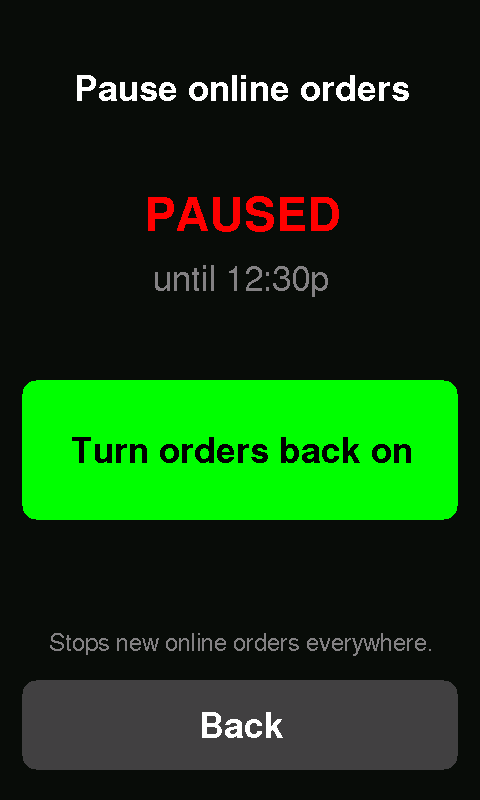 Pause online orders
PAUSED
until 12:30p
Turn orders back on
Stops new online orders everywhere.
Back